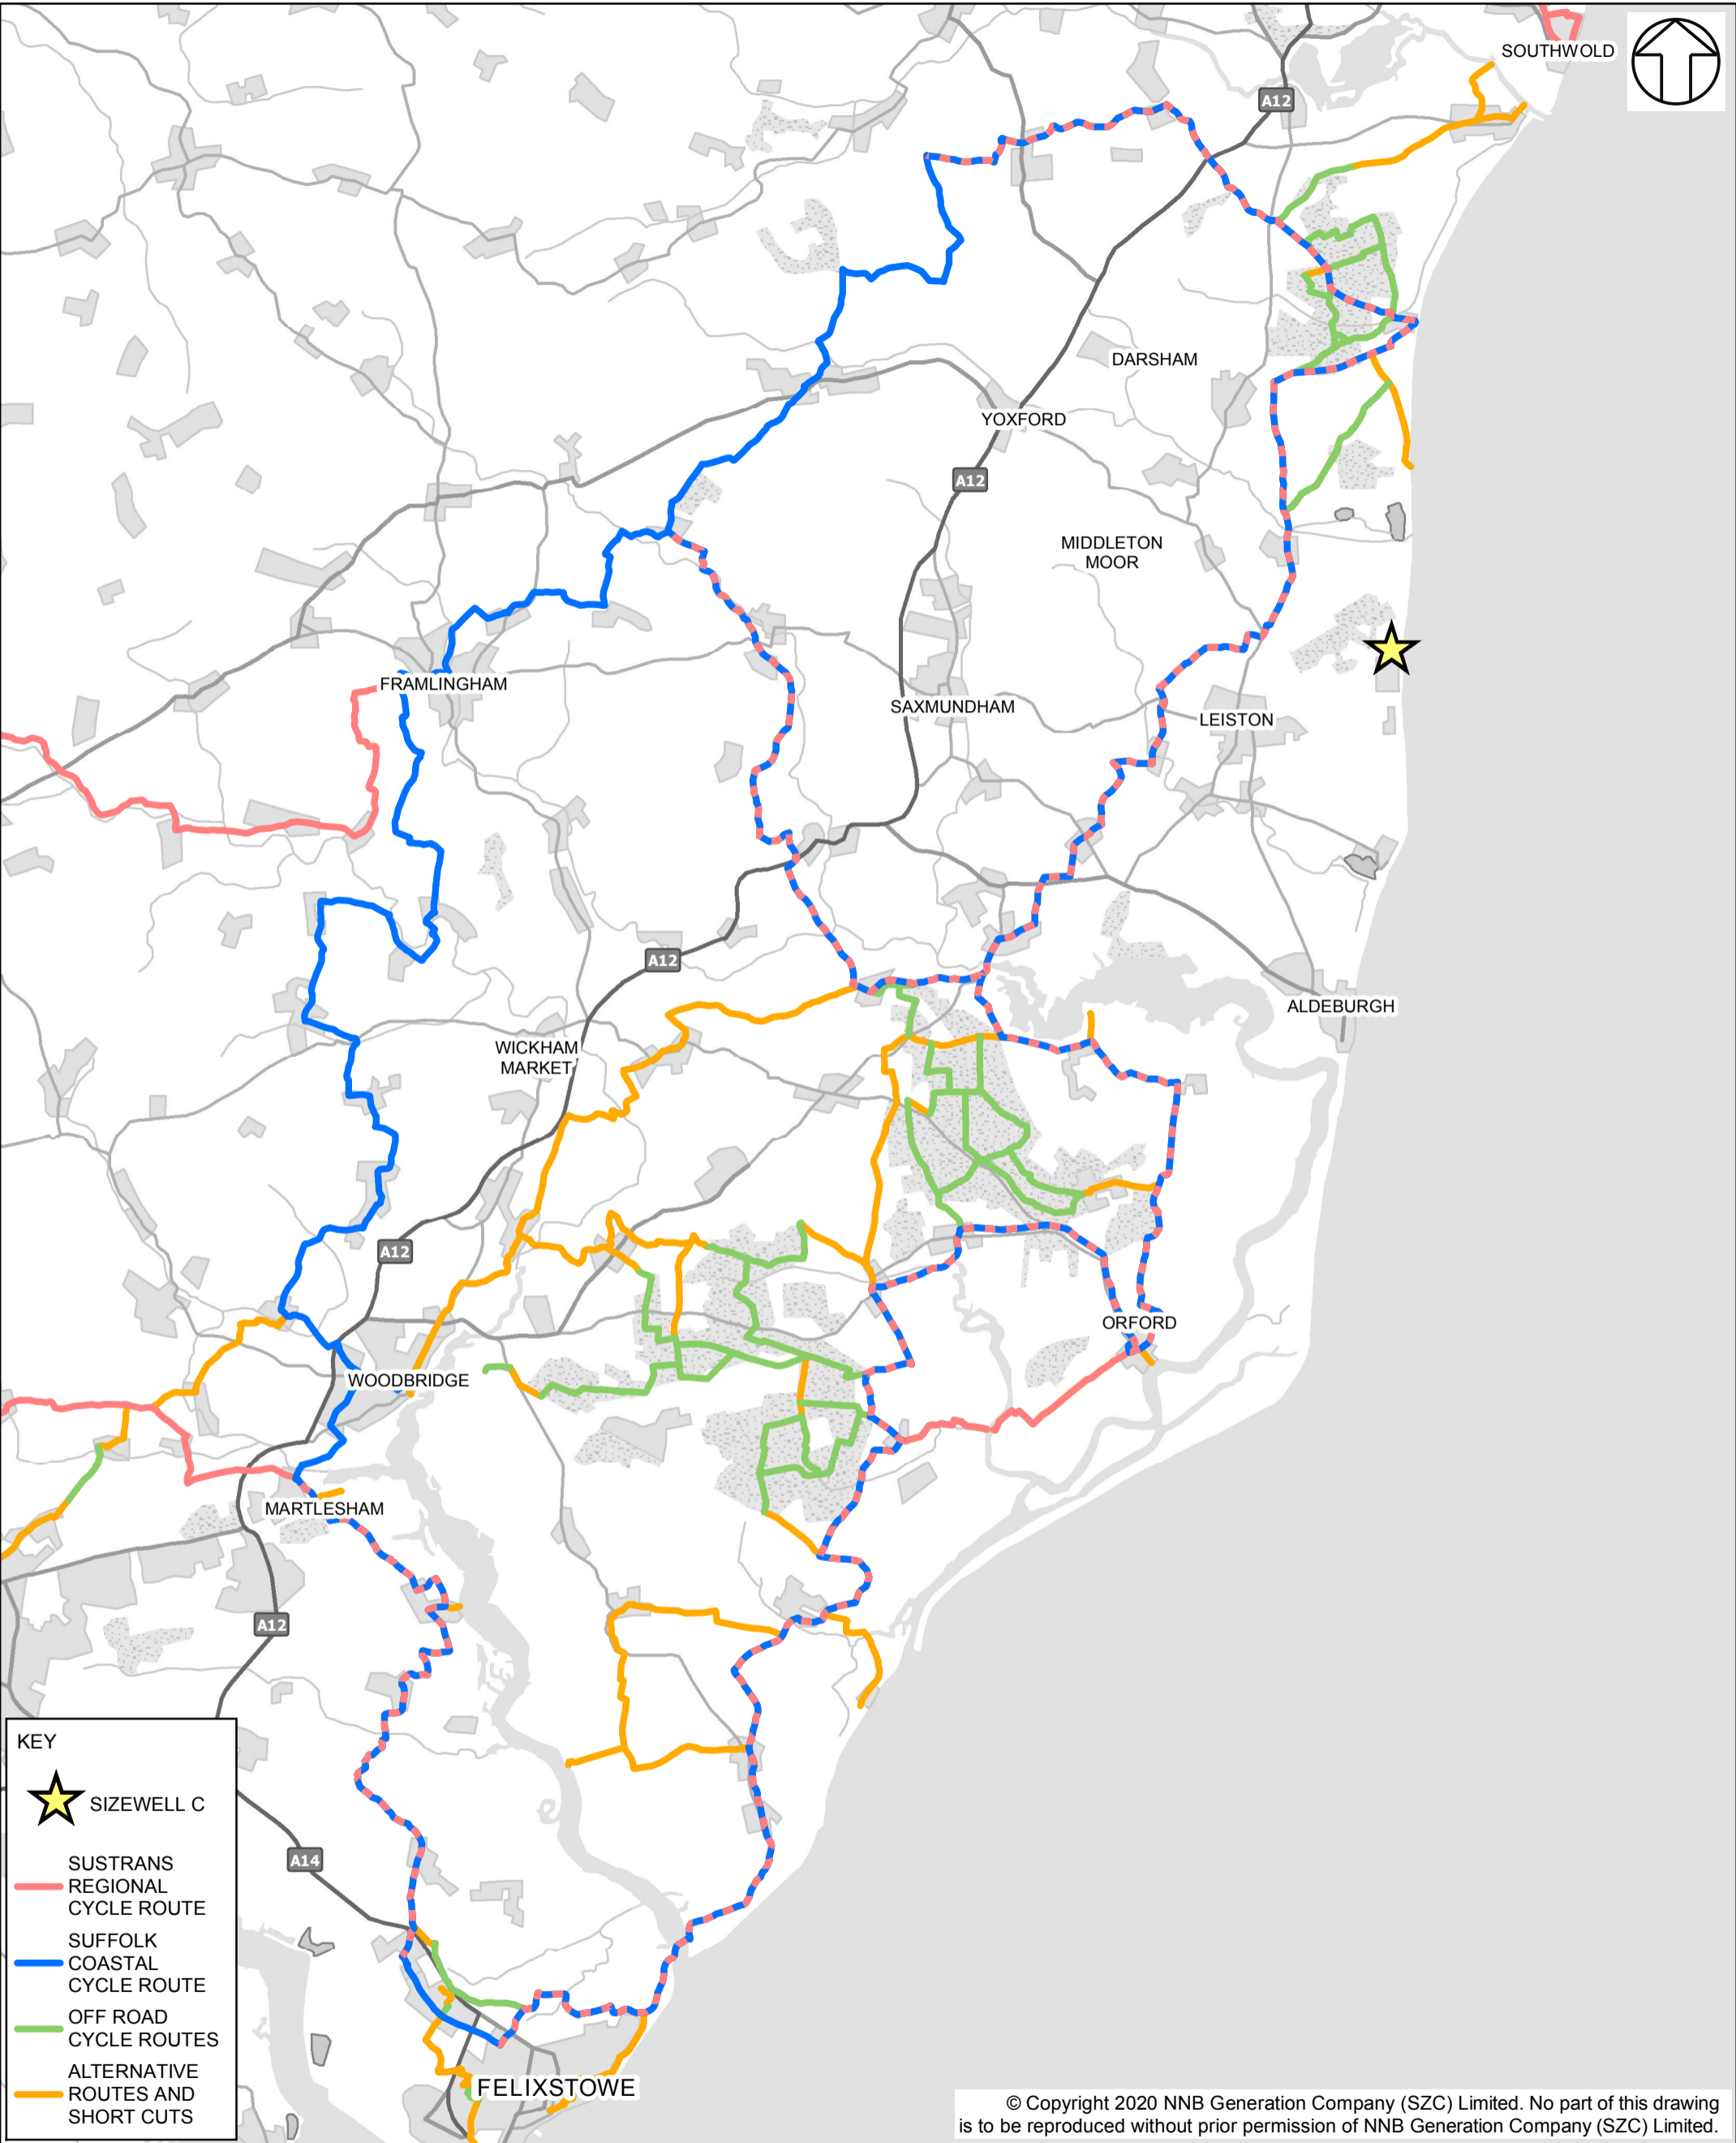 SOUTHWOLD
A12
DARSHAM
YOXFORD
A12
MIDDLETON
MOOR
FRAMLINGHAM
SAXMUNDHAM
LEISTON
A12
ALDEBURGH
WICKHAM
MARKET
A12
ORFORD
WOODBRIDGE
MARTLESHAM
A12
KEY
SIZEWELL C
SUSTRANS
REGIONAL
CYCLE ROUTE
SUFFOLK
COASTAL
CYCLE ROUTE
OFF ROAD
CYCLE ROUTES
ALTERNATIVE
ROUTES AND
SHORT CUTS
A14
FELIXSTOWE
© Copyright 2020 NNB Generation Company (SZC) Limited. No part of this drawing
is to be reproduced without prior permission of NNB Generation Company (SZC) Limited.